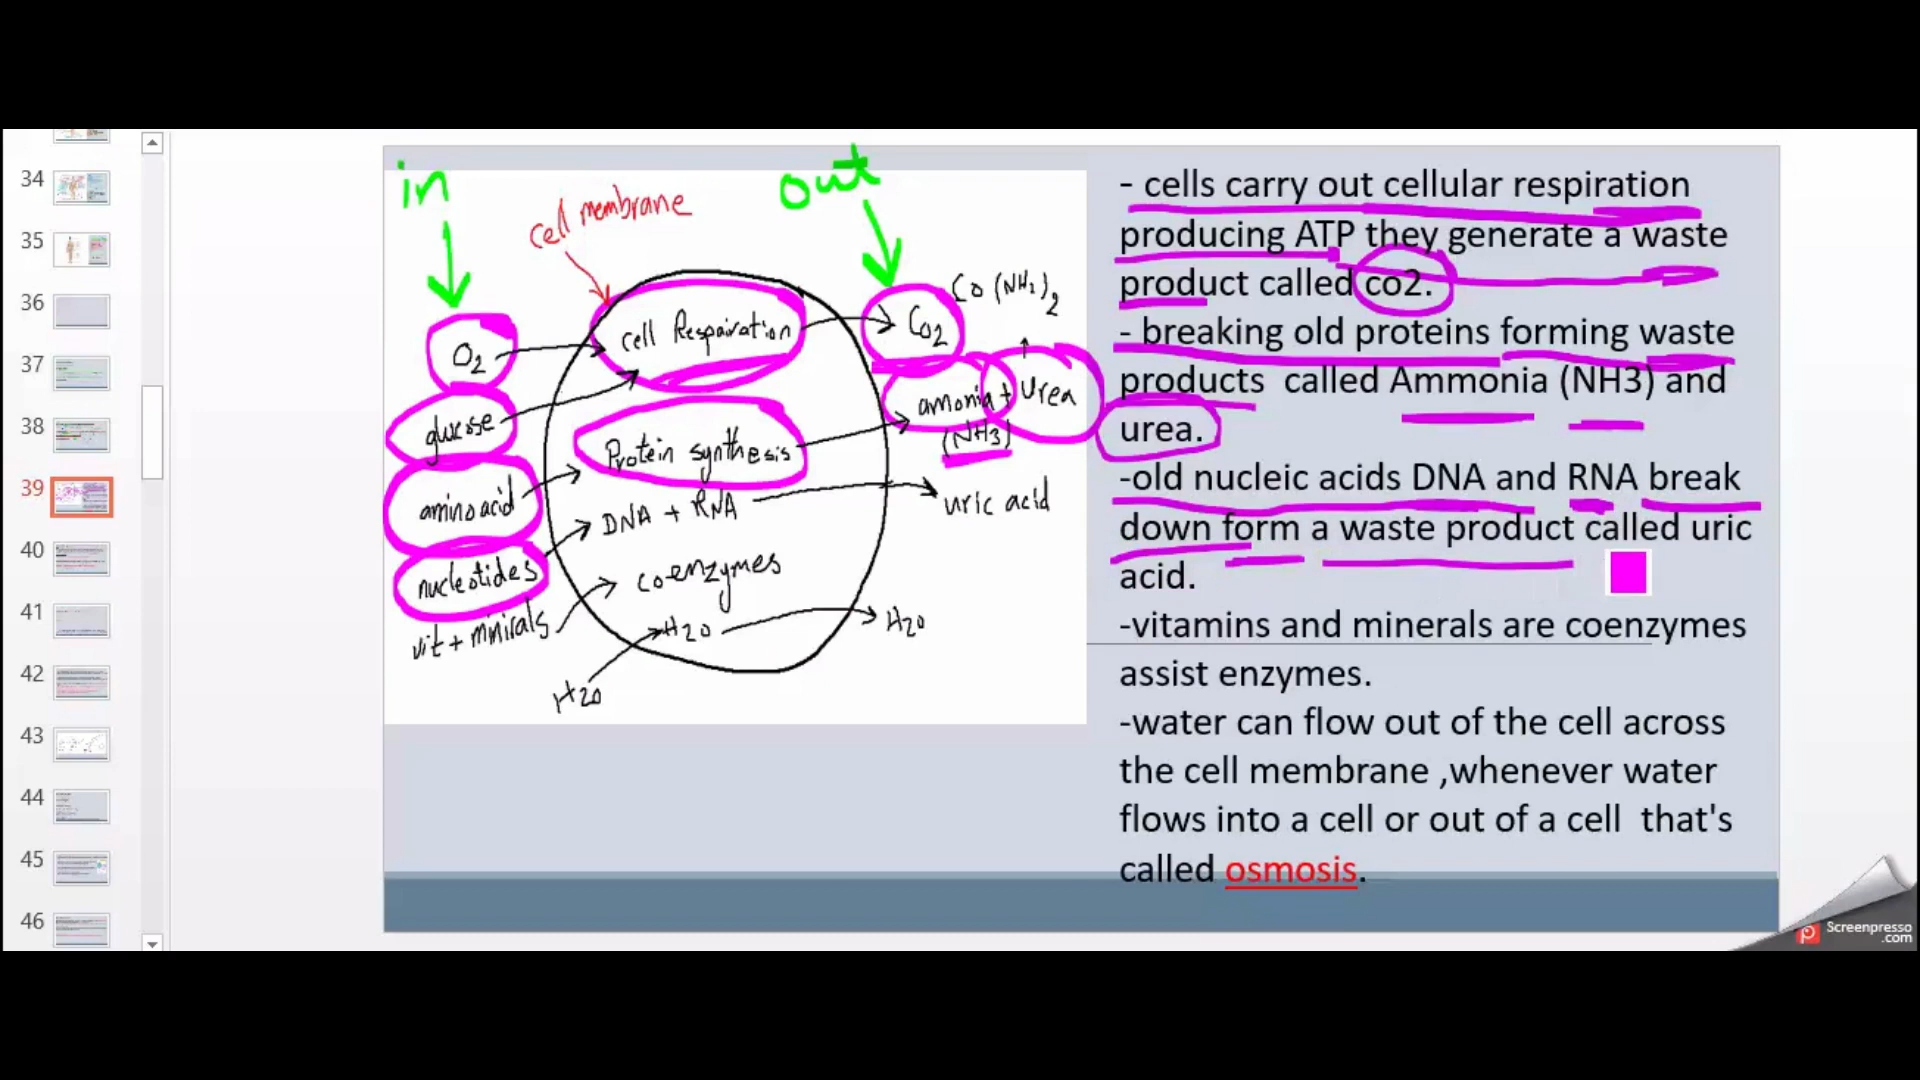 34
35
36
37
38
39
40
41
42
43
44
45
46
in
out
cell membrane
O2
cell Respairation
Co2
Co (NH2)2
glucose
amonia + Urea
(NH3)
Protein synthesis
amino acid
DNA + RNA
uric acid
nucleotides
coenzymes
vit + minirals
H2O
H2O
H2O
- cells carry out cellular respiration
producing ATP they generate a waste
product called co2.
- breaking old proteins forming waste
products called Ammonia (NH3) and
urea.
-old nucleic acids DNA and RNA break
down form a waste product called uric
acid.
-vitamins and minerals are coenzymes
assist enzymes.
-water can flow out of the cell across
the cell membrane ,whenever water
flows into a cell or out of a cell that's
called osmosis.
Screenpresso
.com